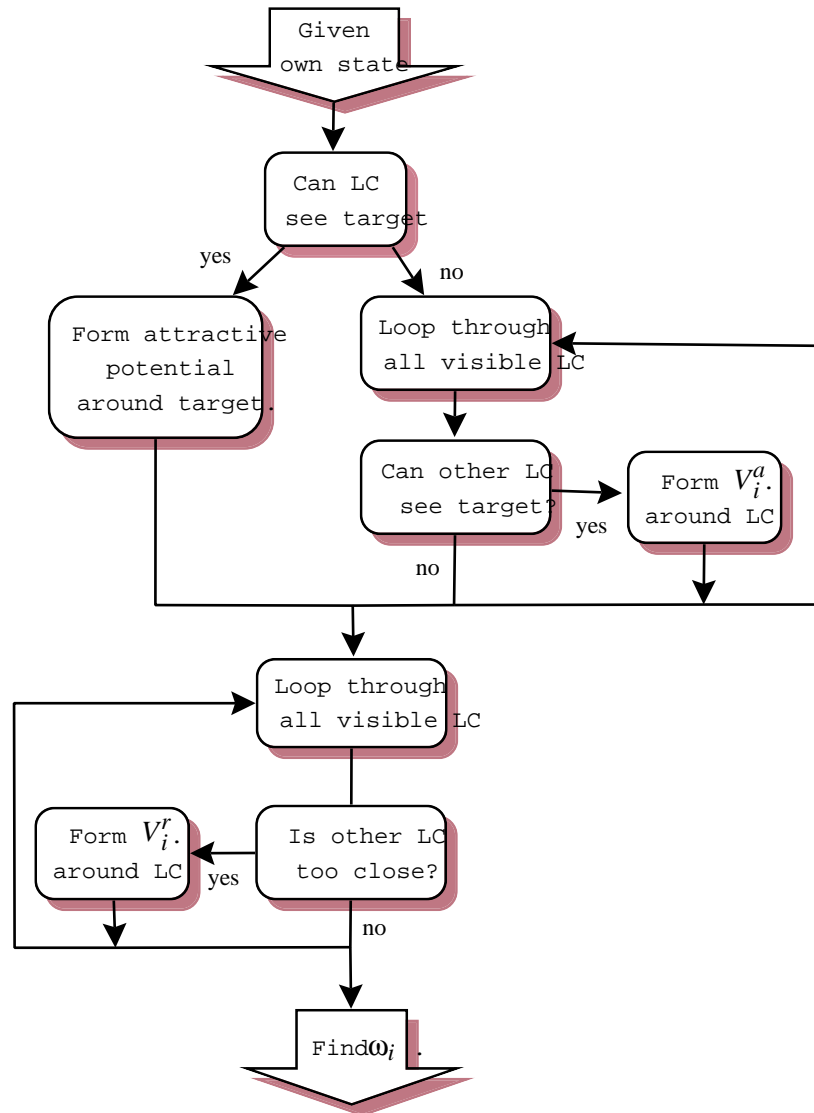 Given
own state
Can LC
see target
yes
no
Form attractive
potential
around target.
Loop through
all visible LC
Can other LC
see target?
yes
Form V_i^a.
around LC
no
Loop through
all visible LC
Form V_i^r.
around LC
yes
Is other LC
too close?
no
Find ω_i .